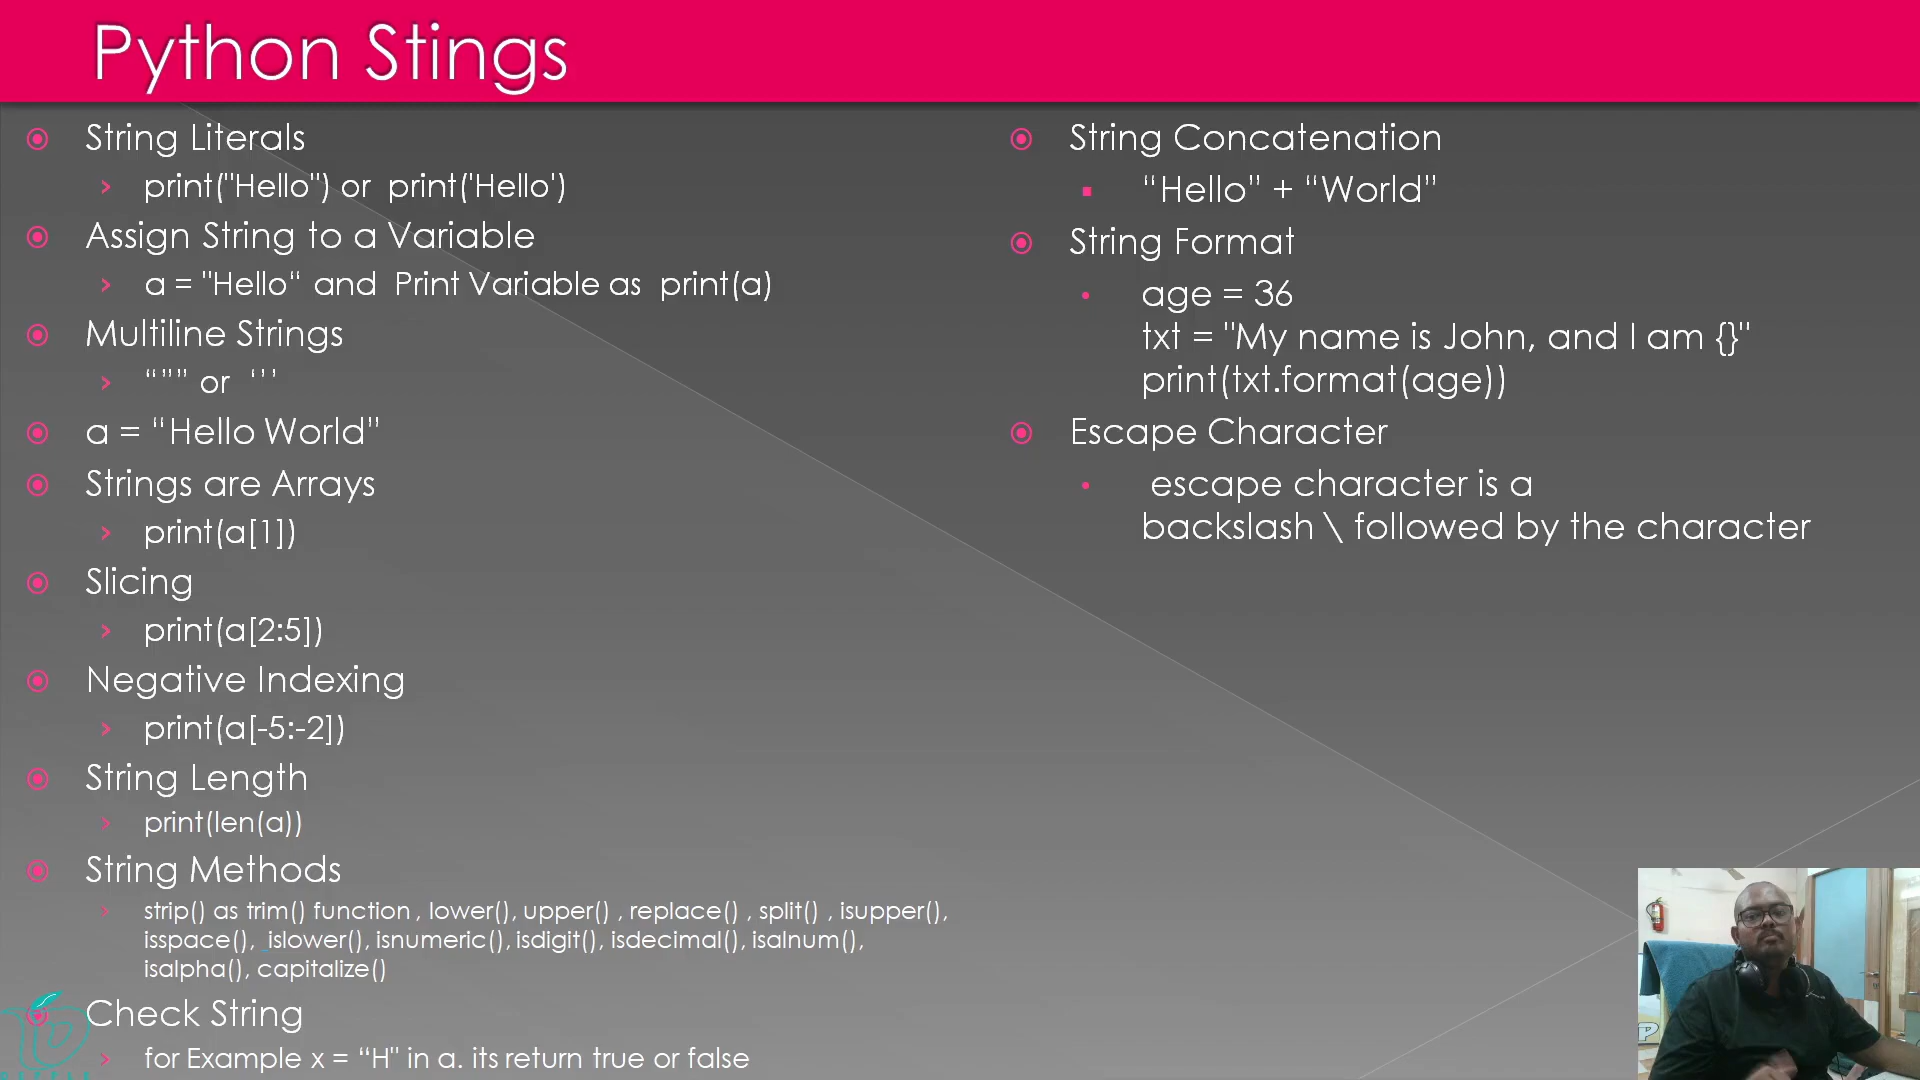 Python Stings
String Literals
print("Hello") or  print('Hello')
Assign String to a Variable
a = "Hello“ and  Print Variable as  print(a)
Multiline Strings
“”” or  ‘’’
a = “Hello World"
Strings are Arrays
print(a[1])
Slicing
print(a[2:5])
Negative Indexing
print(a[-5:-2])
String Length
print(len(a))
String Methods
strip() as trim() function , lower(), upper() , replace() , split() , isupper(),
isspace(),  islower(), isnumeric(), isdigit(), isdecimal(), isalnum(),
isalpha(), capitalize()
Check String
for Example x = “H" in a. its return true or false
String Concatenation
“Hello” + “World”
String Format
age = 36
txt = "My name is John, and I am {}"
print(txt.format(age))
Escape Character
escape character is a
backslash \ followed by the character